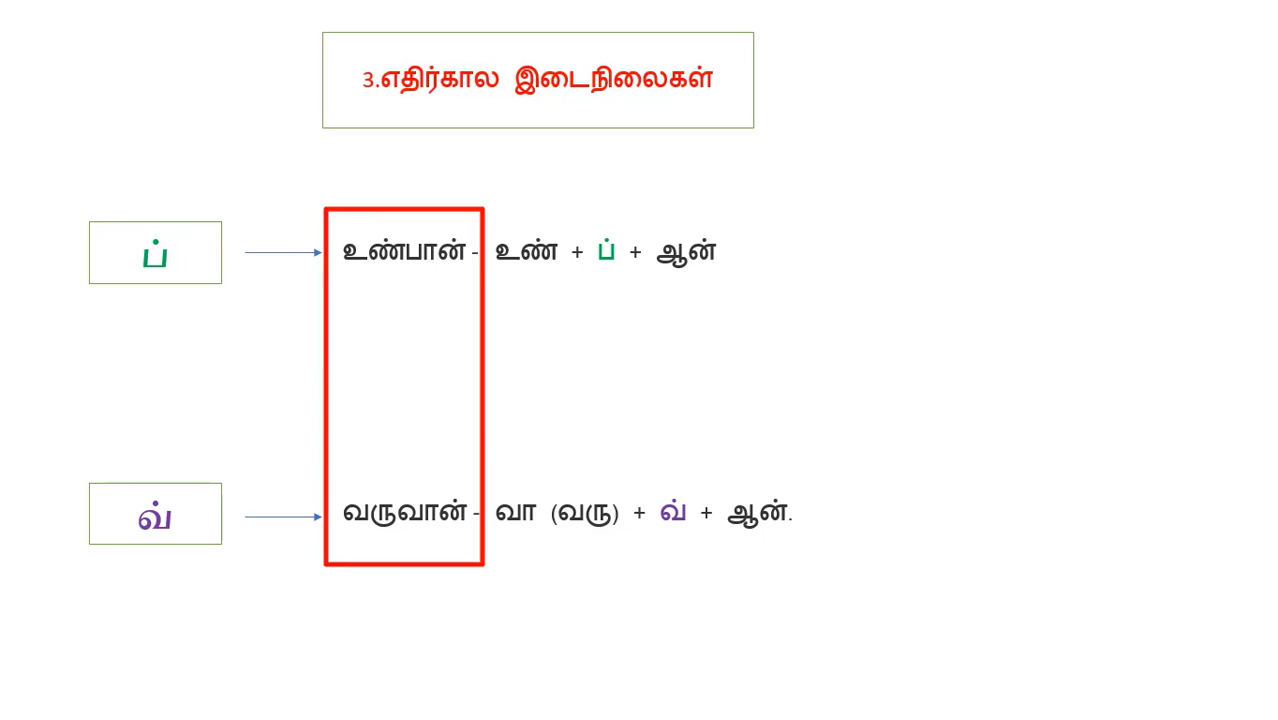 3.எதிர்கால இடைநிலைகள்
ப்
உண்பான் - உண் + ப் + ஆன்
வ்
வருவான் - வா (வரு) + வ் + ஆன்.